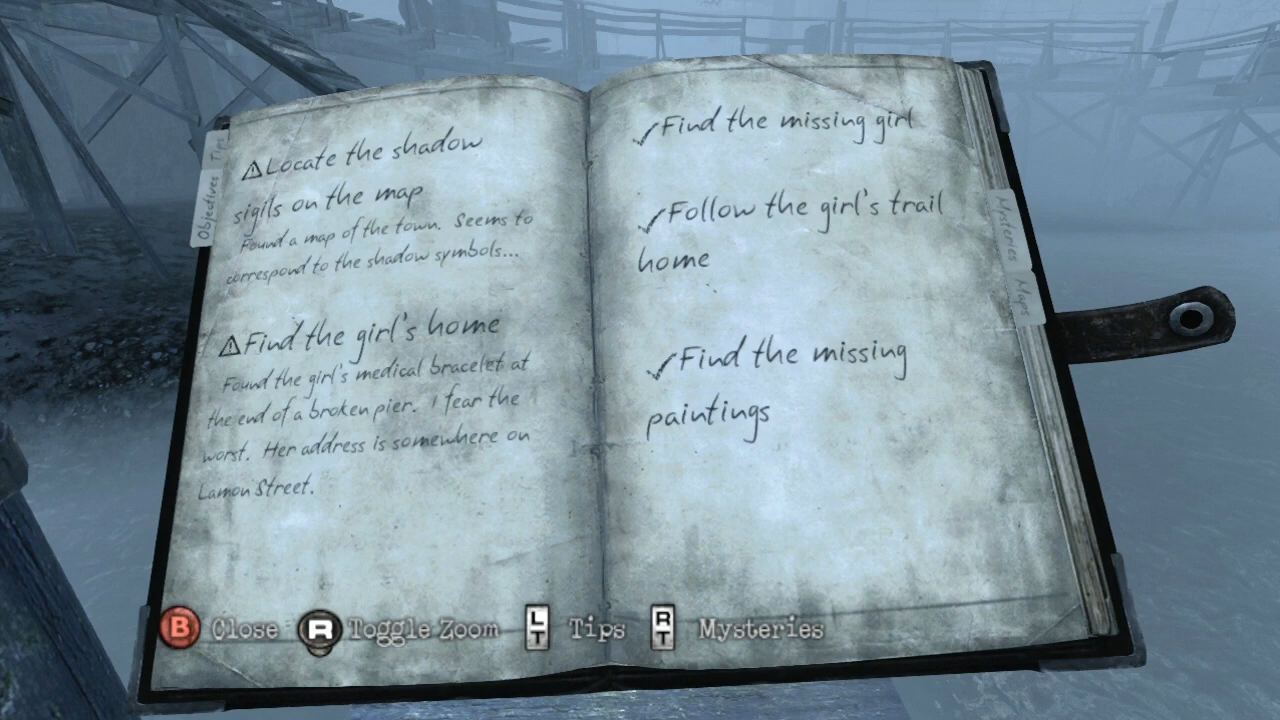 Tips
Objectives
⚠Locate the shadow
sigils on the map
Found a map of the town. Seems to
correspond to the shadow symbols...
⚠Find the girl's home
Found the girl's medical bracelet at
the end of a broken pier. I fear the
worst. Her address is somewhere on
Lamon Street.
✓Find the missing girl
✓Follow the girl's trail
home
✓Find the missing
paintings
Mysteries
Maps
B Close R Toggle Zoom LT Tips RT Mysteries